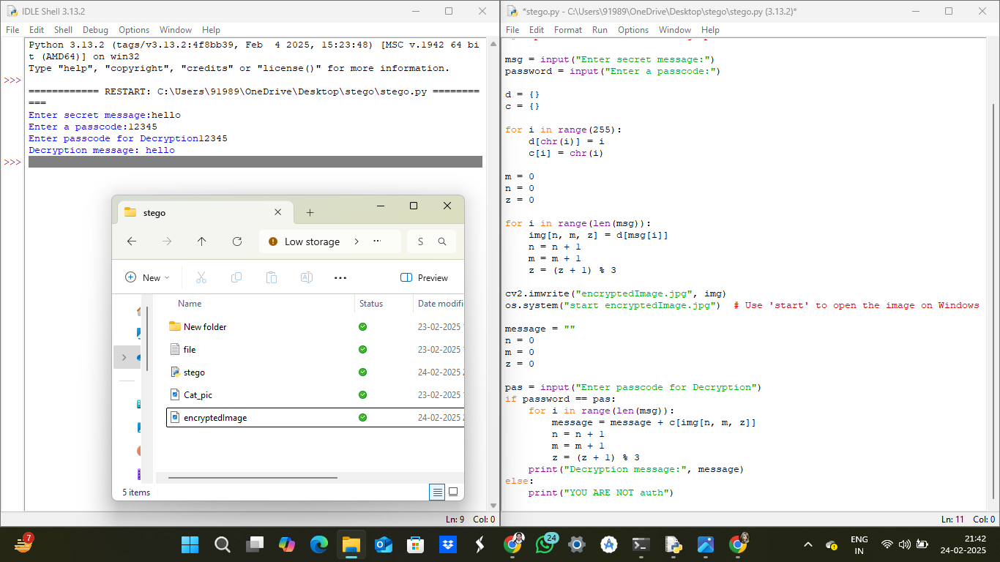 IDLE Shell 3.13.2
File Edit Shell Debug Options Window Help
Python 3.13.2 (tags/v3.13.2:4f8bb39, Feb  4 2025, 15:23:48) [MSC v.1942 64 bi
t (AMD64)] on win32
Type "help", "copyright", "credits" or "license()" for more information.
>>>
============ RESTART: C:\Users\91989\OneDrive\Desktop\stego\stego.py ========
===
Enter secret message:hello
Enter a passcode:12345
Enter passcode for Decryption12345
Decryption message: hello
>>>
stego
Low storage
S
New
Preview
Name Status Date modifi
New folder 23-02-2025
file 23-02-2025
stego 24-02-2025
Cat_pic 23-02-2025
encryptedImage 24-02-2025
5 items
Ln: 9 Col: 0
*stego.py - C:\Users\91989\OneDrive\Desktop\stego\stego.py (3.13.2)*
File Edit Format Run Options Window Help
msg = input("Enter secret message:")
password = input("Enter a passcode:")
d = {}
c = {}
for i in range(255):
    d[chr(i)] = i
    c[i] = chr(i)
m = 0
n = 0
z = 0
for i in range(len(msg)):
    img[n, m, z] = d[msg[i]]
    n = n + 1
    m = m + 1
    z = (z + 1) % 3
cv2.imwrite("encryptedImage.jpg", img)
os.system("start encryptedImage.jpg")  # Use 'start' to open the image on Windows
message = ""
n = 0
m = 0
z = 0
pas = input("Enter passcode for Decryption")
if password == pas:
    for i in range(len(msg)):
        message = message + c[img[n, m, z]]
        n = n + 1
        m = m + 1
        z = (z + 1) % 3
    print("Decryption message:", message)
else:
    print("YOU ARE NOT auth")
Ln: 11 Col: 0
7
24
ENG
IN
21:42
24-02-2025